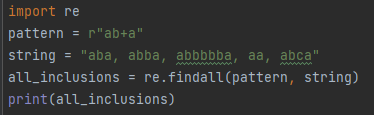 import re
pattern = r"ab+a"
string = "aba, abba, abbbbba, aa, abca"
all_inclusions = re.findall(pattern, string)
print(all_inclusions)